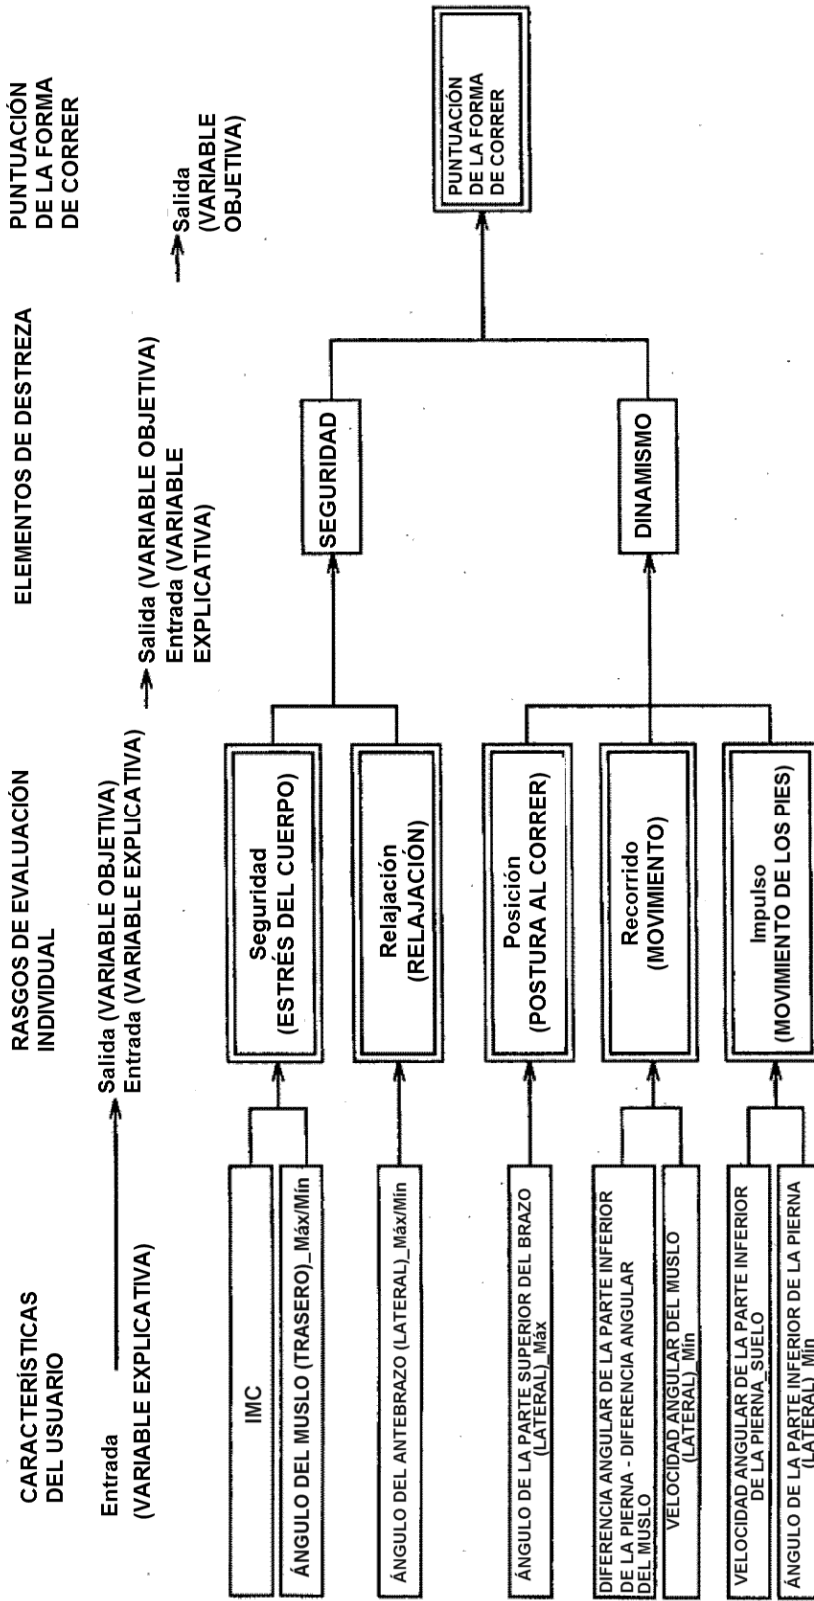 CARACTERÍSTICAS
DEL USUARIO
RASGOS DE EVALUACIÓN
INDIVIDUAL
ELEMENTOS DE DESTREZA
PUNTUACIÓN
DE LA FORMA
DE CORRER
Entrada
(VARIABLE EXPLICATIVA)
Salida (VARIABLE OBJETIVA)
Entrada (VARIABLE EXPLICATIVA)
Salida (VARIABLE OBJETIVA)
Entrada (VARIABLE
EXPLICATIVA)
Salida
(VARIABLE
OBJETIVA)
IMC
ÁNGULO DEL MUSLO (TRASERO)_Máx/Mín
Seguridad
(ESTRÉS DEL CUERPO)
SEGURIDAD
ÁNGULO DEL ANTEBRAZO (LATERAL)_Máx/Mín
Relajación
(RELAJACIÓN)
PUNTUACIÓN
DE LA FORMA
DE CORRER
ÁNGULO DE LA PARTE SUPERIOR DEL BRAZO
(LATERAL)_Máx
Posición
(POSTURA AL CORRER)
DIFERENCIA ANGULAR DE LA PARTE INFERIOR
DE LA PIERNA - DIFERENCIA ANGULAR
DEL MUSLO
VELOCIDAD ANGULAR DEL MUSLO
(LATERAL)_Mín
Recorrido
(MOVIMIENTO)
DINAMISMO
VELOCIDAD ANGULAR DE LA PARTE INFERIOR
DE LA PIERNA_SUELO
ÁNGULO DE LA PARTE INFERIOR DE LA PIERNA
(LATERAL)_Mín
Impulso
(MOVIMIENTO DE LOS PIES)